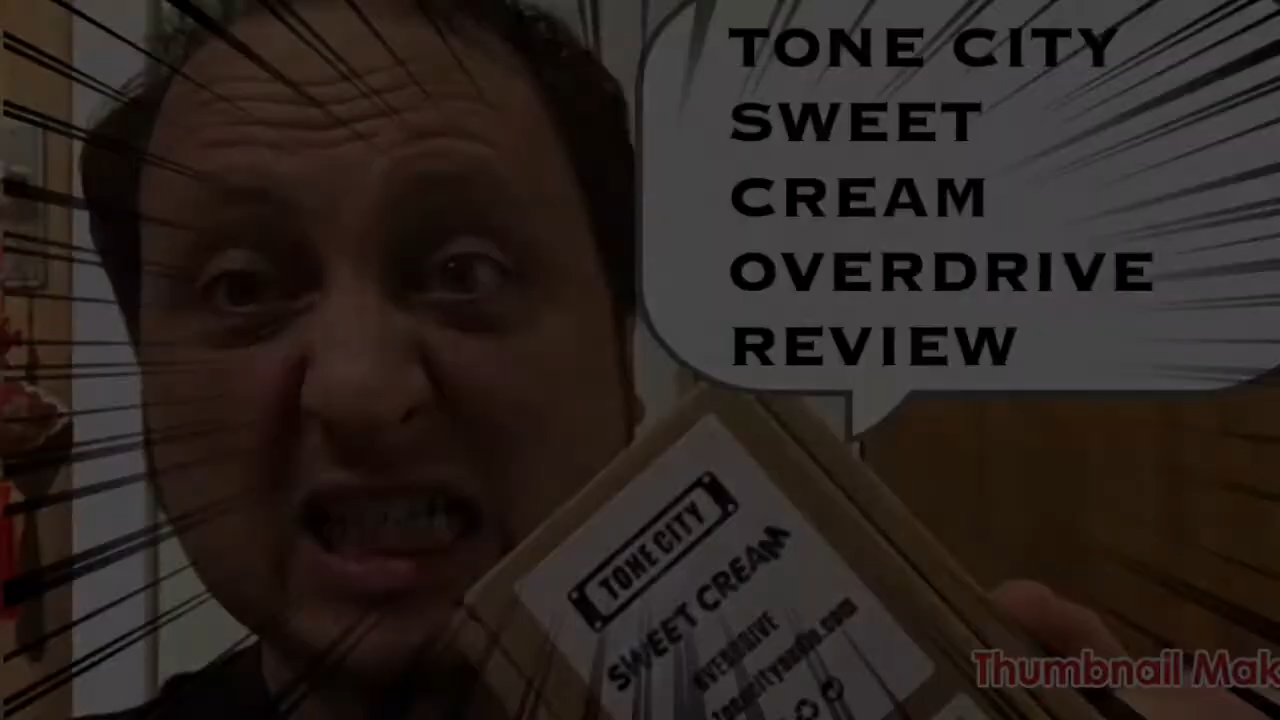 TONE CITY
SWEET
CREAM
OVERDRIVE
REVIEW
TONE CITY
SWEET CREAM
OVERDRIVE
Thumbnail Mak